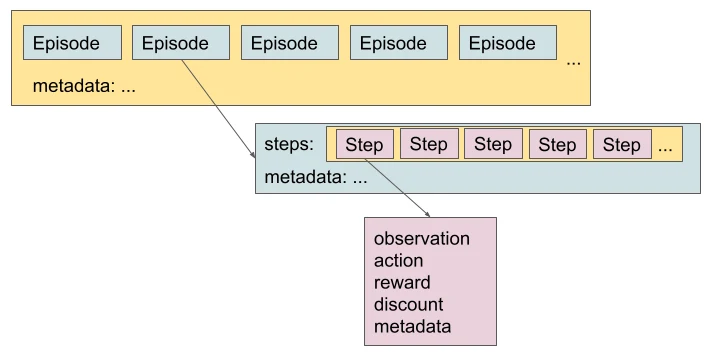 Episode Episode Episode Episode Episode ...
metadata: ...
steps: Step Step Step Step Step ...
metadata: ...
observation
action
reward
discount
metadata